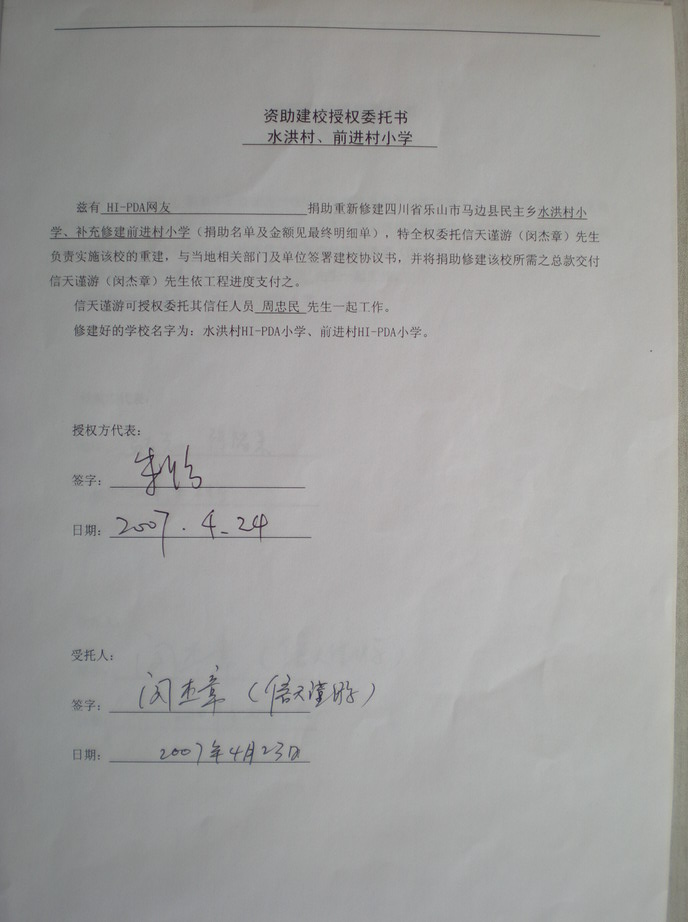 资助建校授权委托书
水洪村、前进村小学
兹有 HI-PDA网友 捐助重新修建四川省乐山市马边县民主乡水洪村小
学、补充修建前进村小学（捐助名单及金额见最终明细单），特全权委托信天谨游（闵杰章）先生
负责实施该校的重建，与当地相关部门及单位签署建校协议书，并将捐助修建该校所需之总款交付
信天谨游（闵杰章）先生依工程进度支付之。
信天谨游可授权委托其信任人员 周忠民 先生一起工作。
修建好的学校名字为：水洪村HI-PDA小学、前进村HI-PDA小学。
授权方代表：
签字：
日期：2007.4.24
受托人：
签字：闵杰章（信天谨游）
日期：2007年4月23日